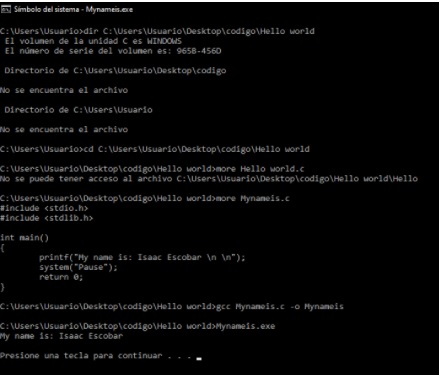 Símbolo del sistema - Mynameis.exe
C:\Users\Usuario>dir C:\Users\Usuario\Desktop\codigo\Hello world
El volumen de la unidad C es WINDOWS
El número de serie del volumen es: 9658-456D
Directorio de C:\Users\Usuario\Desktop\codigo
No se encuentra el archivo
Directorio de C:\Users\Usuario
No se encuentra el archivo
C:\Users\Usuario>cd C:\Users\Usuario\Desktop\codigo\Hello world
C:\Users\Usuario\Desktop\codigo\Hello world>more Hello world.c
No se puede tener acceso al archivo C:\Users\Usuario\Desktop\codigo\Hello world\Hello
C:\Users\Usuario\Desktop\codigo\Hello world>more Mynameis.c
#include <stdio.h>
#include <stdlib.h>
int main()
{
printf("My name is: Isaac Escobar \n \n");
system("Pause");
return 0;
}
C:\Users\Usuario\Desktop\codigo\Hello world>gcc Mynameis.c -o Mynameis
C:\Users\Usuario\Desktop\codigo\Hello world>Mynameis.exe
My name is: Isaac Escobar
Presione una tecla para continuar . . .